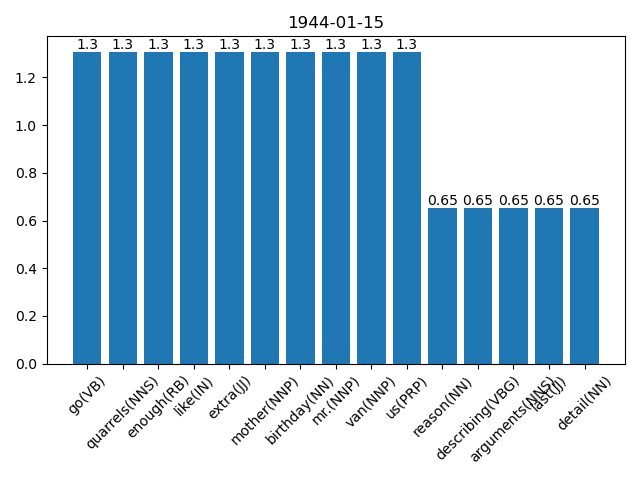 1944-01-15
1.3 1.3 1.3 1.3 1.3 1.3 1.3 1.3 1.3 1.3
0.65 0.65 0.65 0.65 0.65
1.2
1.0
0.8
0.6
0.4
0.2
0.0
go(VB)
quarrels(NNS)
enough(RB)
like(IN)
extra(JJ)
mother(NNP)
birthday(NN)
mr.(NNP)
van(NNP)
us(PRP)
reason(NN)
describing(VBG)
arguments(NNS)
last(JJ)
detail(NN)